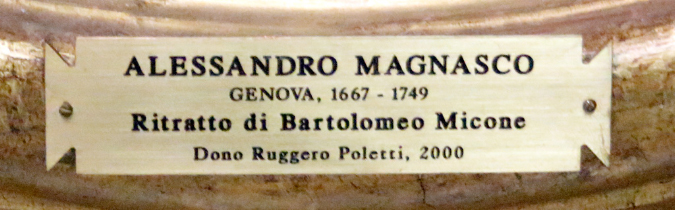 ALESSANDRO MAGNASCO
GENOVA, 1667 - 1749
Ritratto di Bartolomeo Micone
Dono Ruggero Poletti, 2000